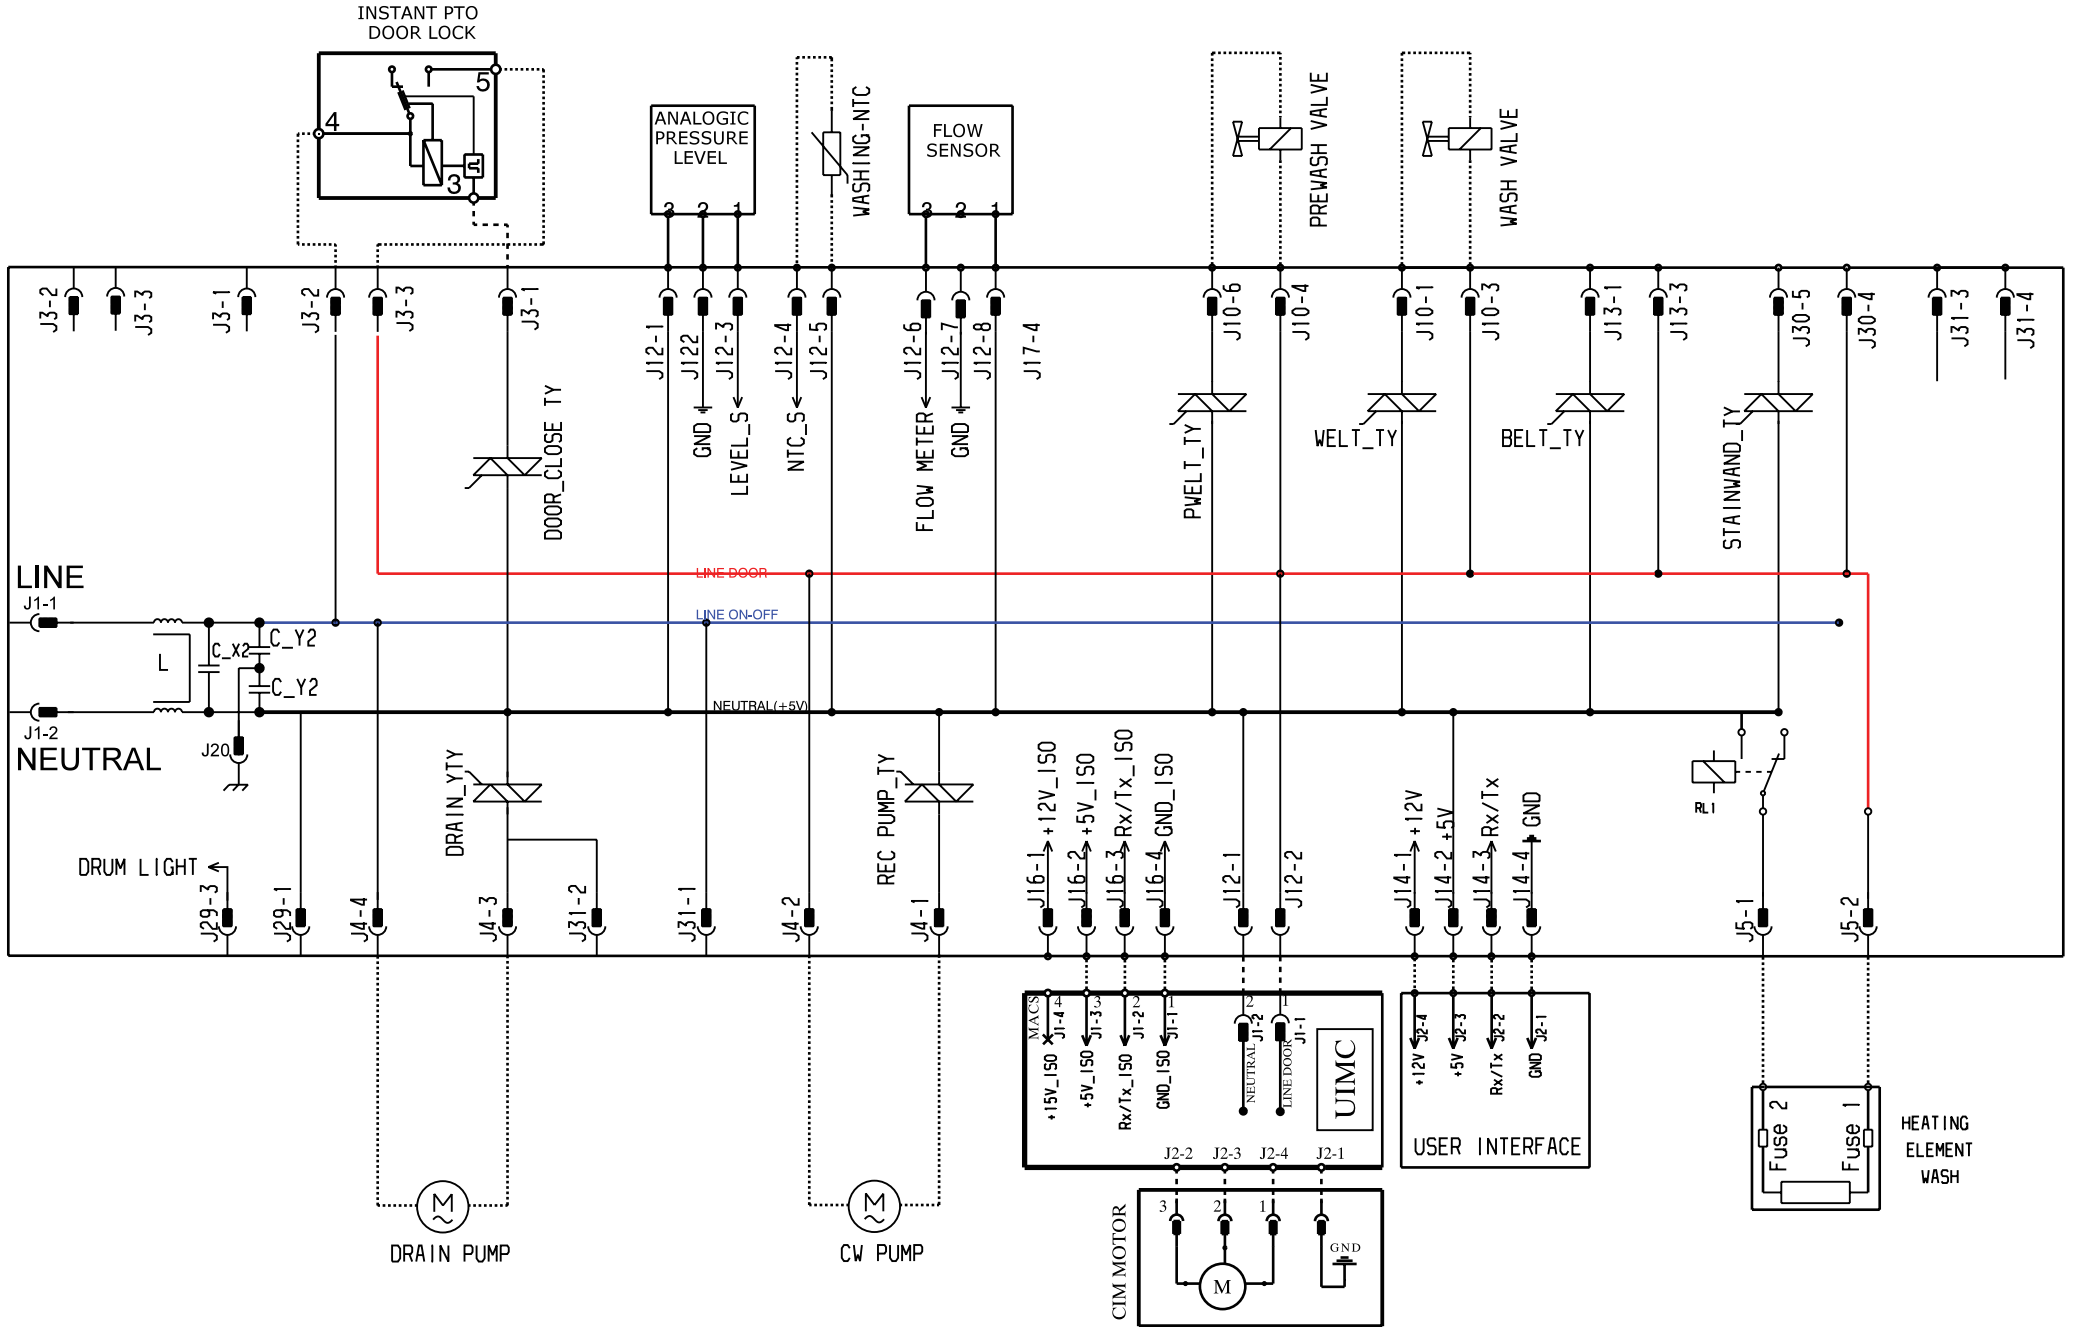 INSTANT PTO
DOOR LOCK
5
4
3
ANALOGIC
PRESSURE
LEVEL
3 2 1
WASHING-NTC
FLOW
SENSOR
3 2 1
PREWASH VALVE
WASH VALVE
J3-2
J3-3
J3-1
J3-2
J3-3
J3-1
J12-1
J122
J12-3
J12-4
J12-5
J12-6
J12-7
J12-8
J17-4
J10-6
J10-4
J10-1
J10-3
J13-1
J13-3
J30-5
J30-4
J31-3
J31-4
DOOR_CLOSE TY
GND
LEVEL_S
NTC_S
FLOW METER
GND
PWELT_TY
WELT_TY
BELT_TY
STAINWAND_TY
LINE
J1-1
LINE DOOR
LINE ON-OFF
L
C_X2
C_Y2
C_Y2
NEUTRAL(+5V)
J1-2
NEUTRAL
J20
DRAIN_YTY
REC PUMP_TY
+12V_ISO
+5V_ISO
Rx/Tx_ISO
GND_ISO
+12V
+5V
Rx/Tx
GND
RL1
DRUM LIGHT
J29-3
J29-1
J4-4
J4-3
J31-2
J31-1
J4-2
J4-1
J16-1
J16-2
J16-3
J16-4
J12-1
J12-2
J14-1
J14-2
J14-3
J14-4
J5-1
J5-2
MACS
4
3
2
1
2
1
J1-4
J1-3
J1-2
J1-1
J1-2
J1-1
+15V_ISO
+5V_ISO
Rx/Tx_ISO
GND_ISO
NEUTRAL
LINE DOOR
UIMC
J2-4
J2-3
J2-2
J2-1
+12V
+5V
Rx/Tx
GND
USER INTERFACE
Fuse 2
Fuse 1
HEATING
ELEMENT
WASH
J2-2
J2-3
J2-4
J2-1
M
DRAIN PUMP
M
CW PUMP
CIM MOTOR
3
2
1
GND
M